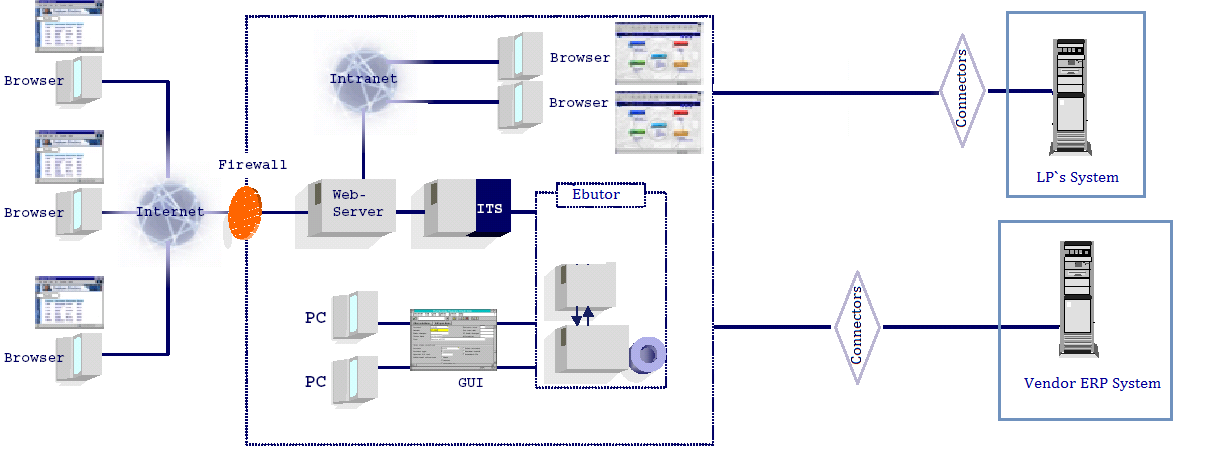 Browser
Browser
Browser
Internet
Firewall
Intranet
Browser
Browser
Web-
Server
ITS
Ebutor
PC
PC
GUI
Connectors
LP`s System
Connectors
Vendor ERP System